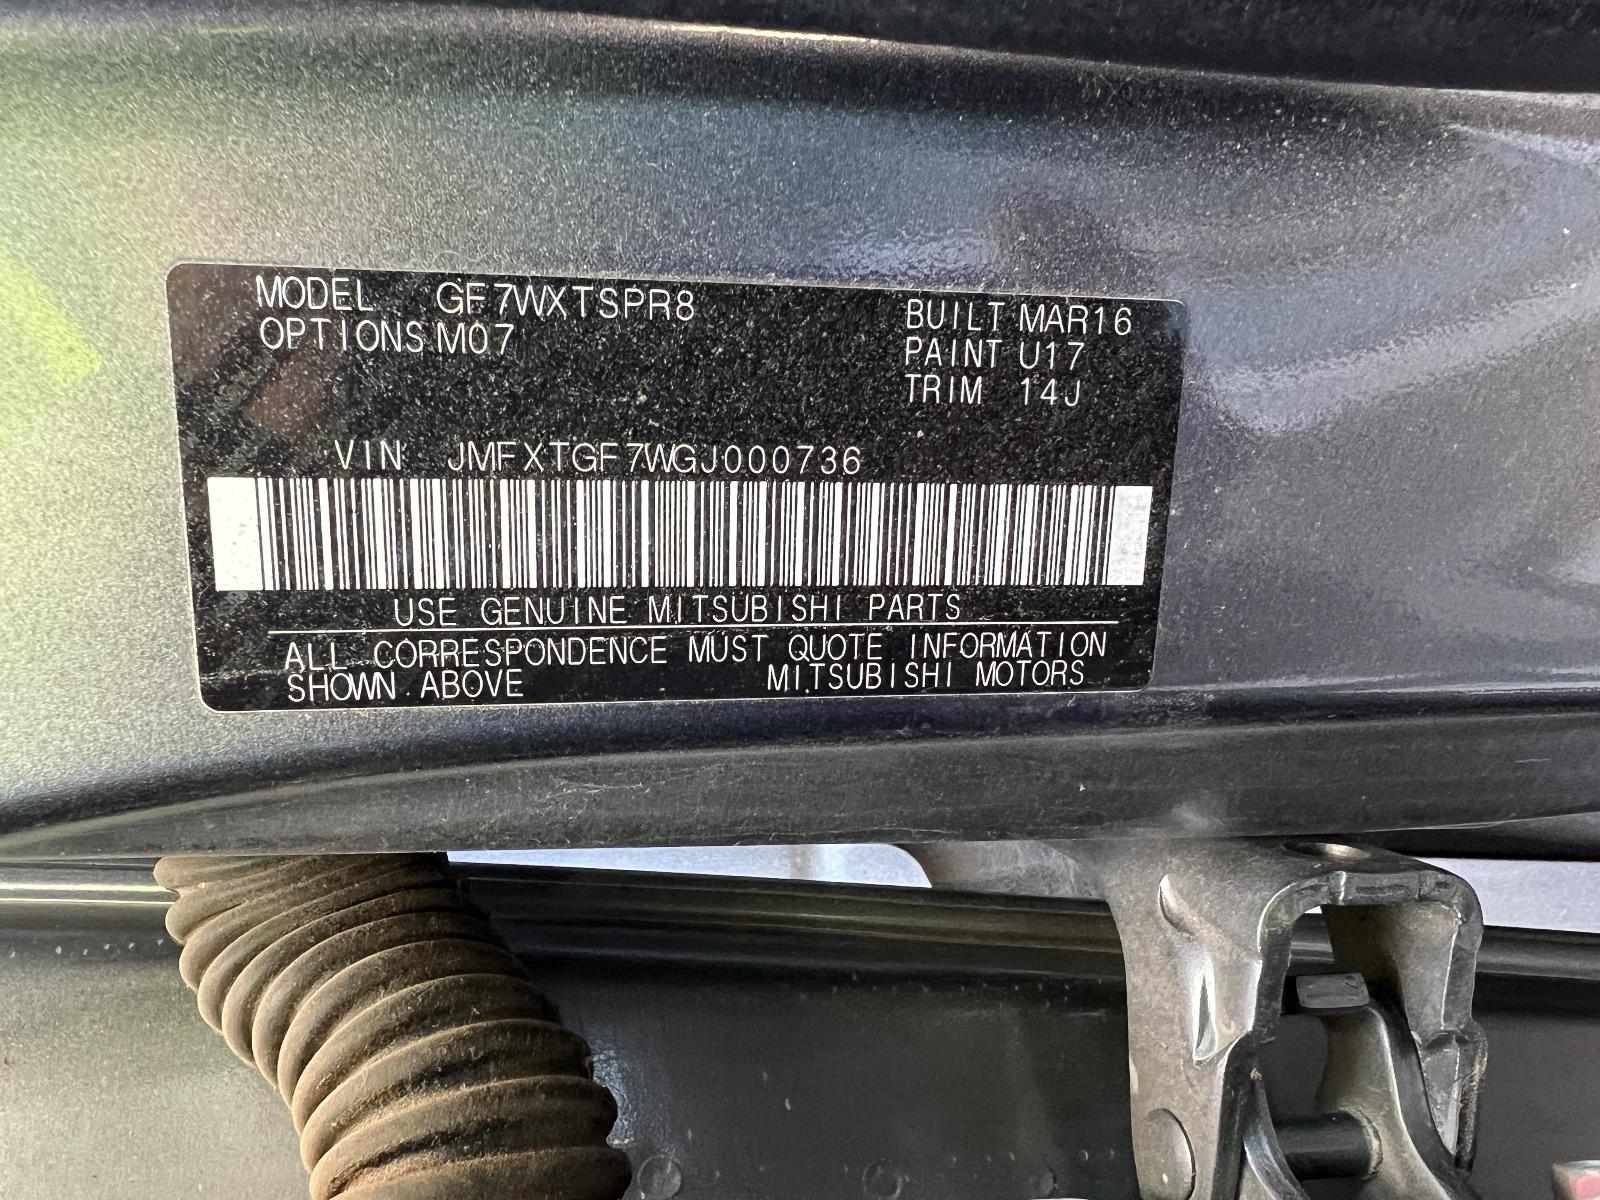 MODEL GF7WXTSPR8
OPTIONS M07
BUILT MAR16
PAINT U17
TRIM 14J
VIN JMFXTGF7WGJ000736
USE GENUINE MITSUBISHI PARTS
ALL CORRESPONDENCE MUST QUOTE INFORMATION
SHOWN ABOVE MITSUBISHI MOTORS